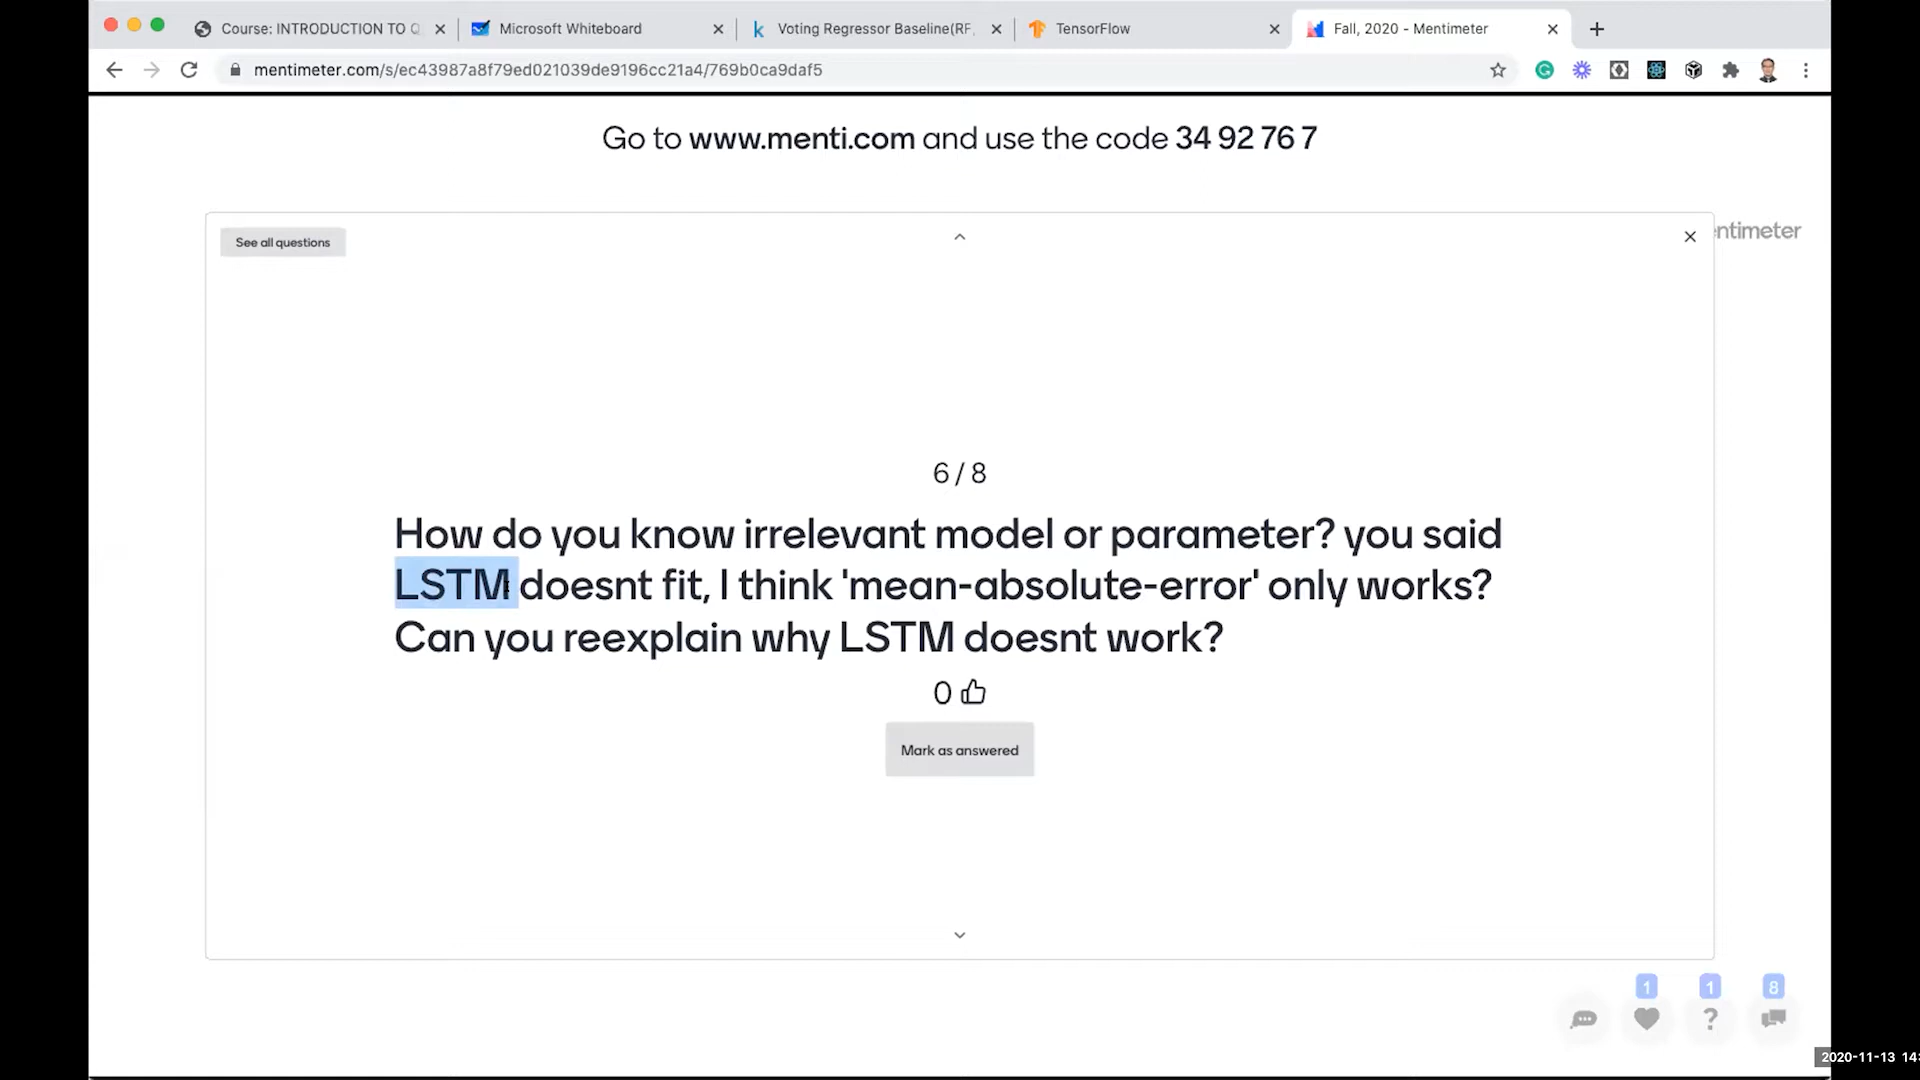 Course: INTRODUCTION TO Q
Microsoft Whiteboard
Voting Regressor Baseline(RF,
TensorFlow
Fall, 2020 - Mentimeter
mentimeter.com/s/ec43987a8f79ed021039de9196cc21a4/769b0ca9daf5
Go to www.menti.com and use the code 34 92 76 7
See all questions
ntimeter
6 / 8
How do you know irrelevant model or parameter? you said
LSTM doesnt fit, I think 'mean-absolute-error' only works?
Can you reexplain why LSTM doesnt work?
0
Mark as answered
1
1
8
?
2020-11-13 14: